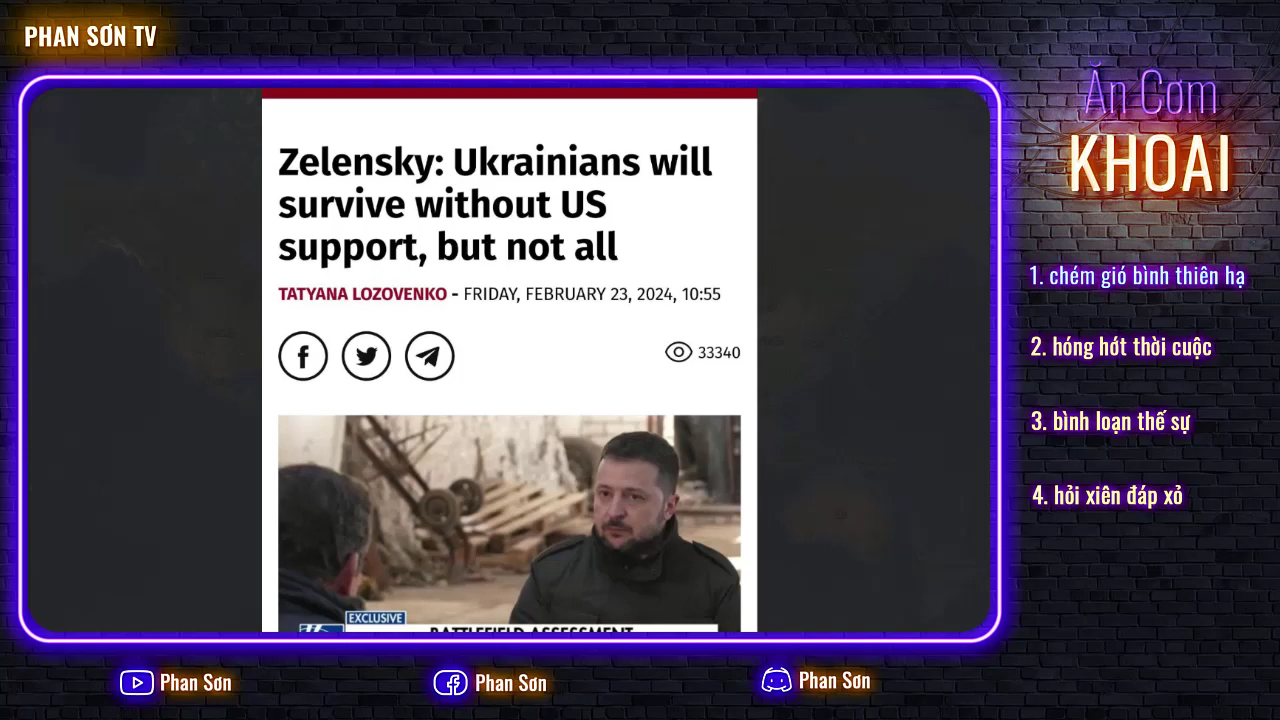 PHAN SƠN TV
Ăn Cơm
KHOAI
Zelensky: Ukrainians will
survive without US
support, but not all
TATYANA LOZOVENKO - FRIDAY, FEBRUARY 23, 2024, 10:55
33340
EXCLUSIVE
BATTLEFIELD ASSESSMENT
1. chém gió bình thiên hạ
2. hóng hớt thời cuộc
3. bình loạn thế sự
4. hỏi xiên đáp xỏ
Phan Sơn
Phan Sơn
Phan Sơn